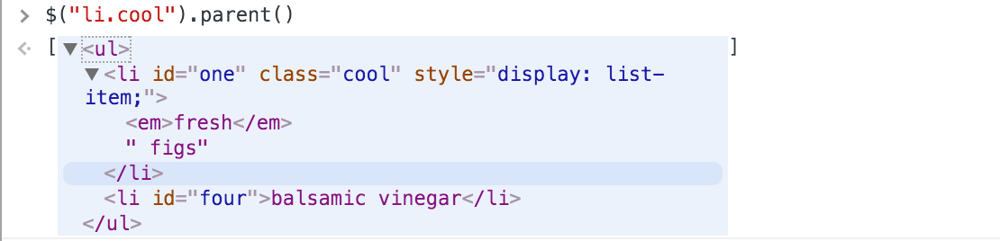 > $("li.cool").parent()
[ ▼<ul> ]
▼<li id="one" class="cool" style="display: list-
item;">
<em>fresh</em>
" figs"
</li>
<li id="four">balsamic vinegar</li>
</ul>